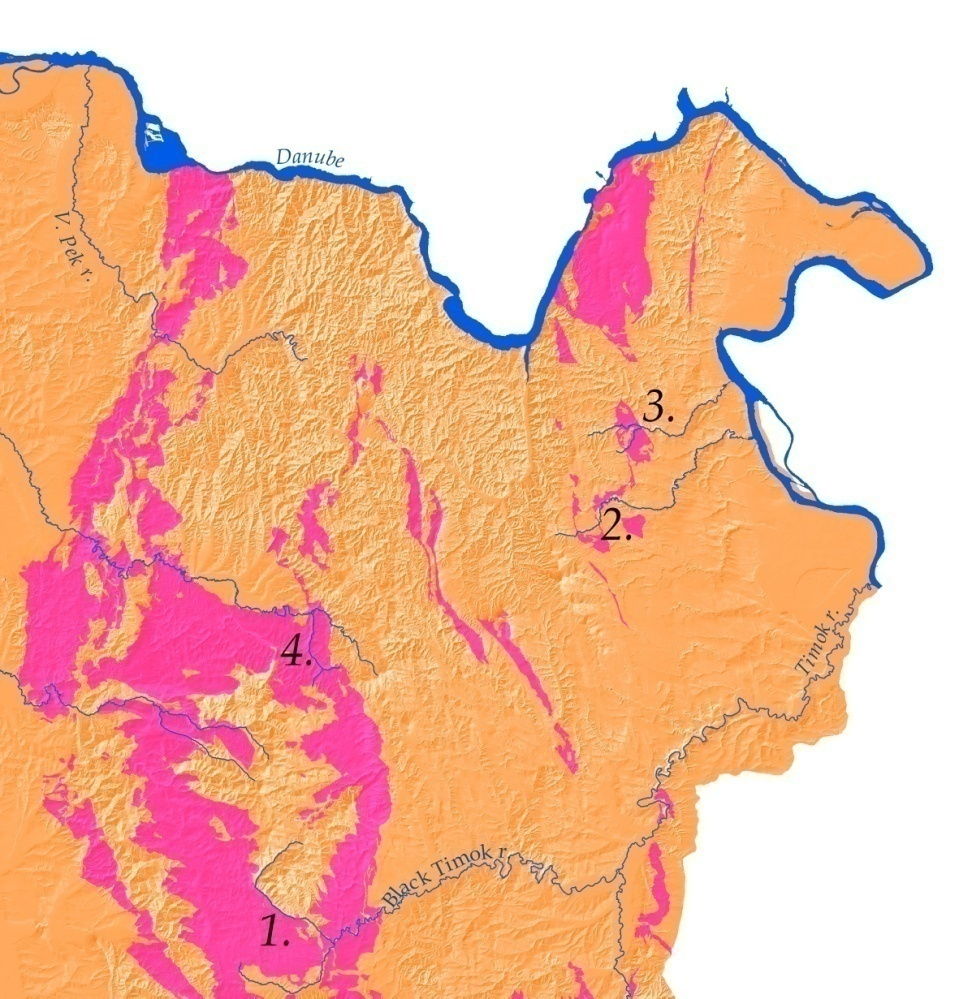 Danube
V. Pek r.
3.
2.
Timok r.
4.
Black Timok r.
1.